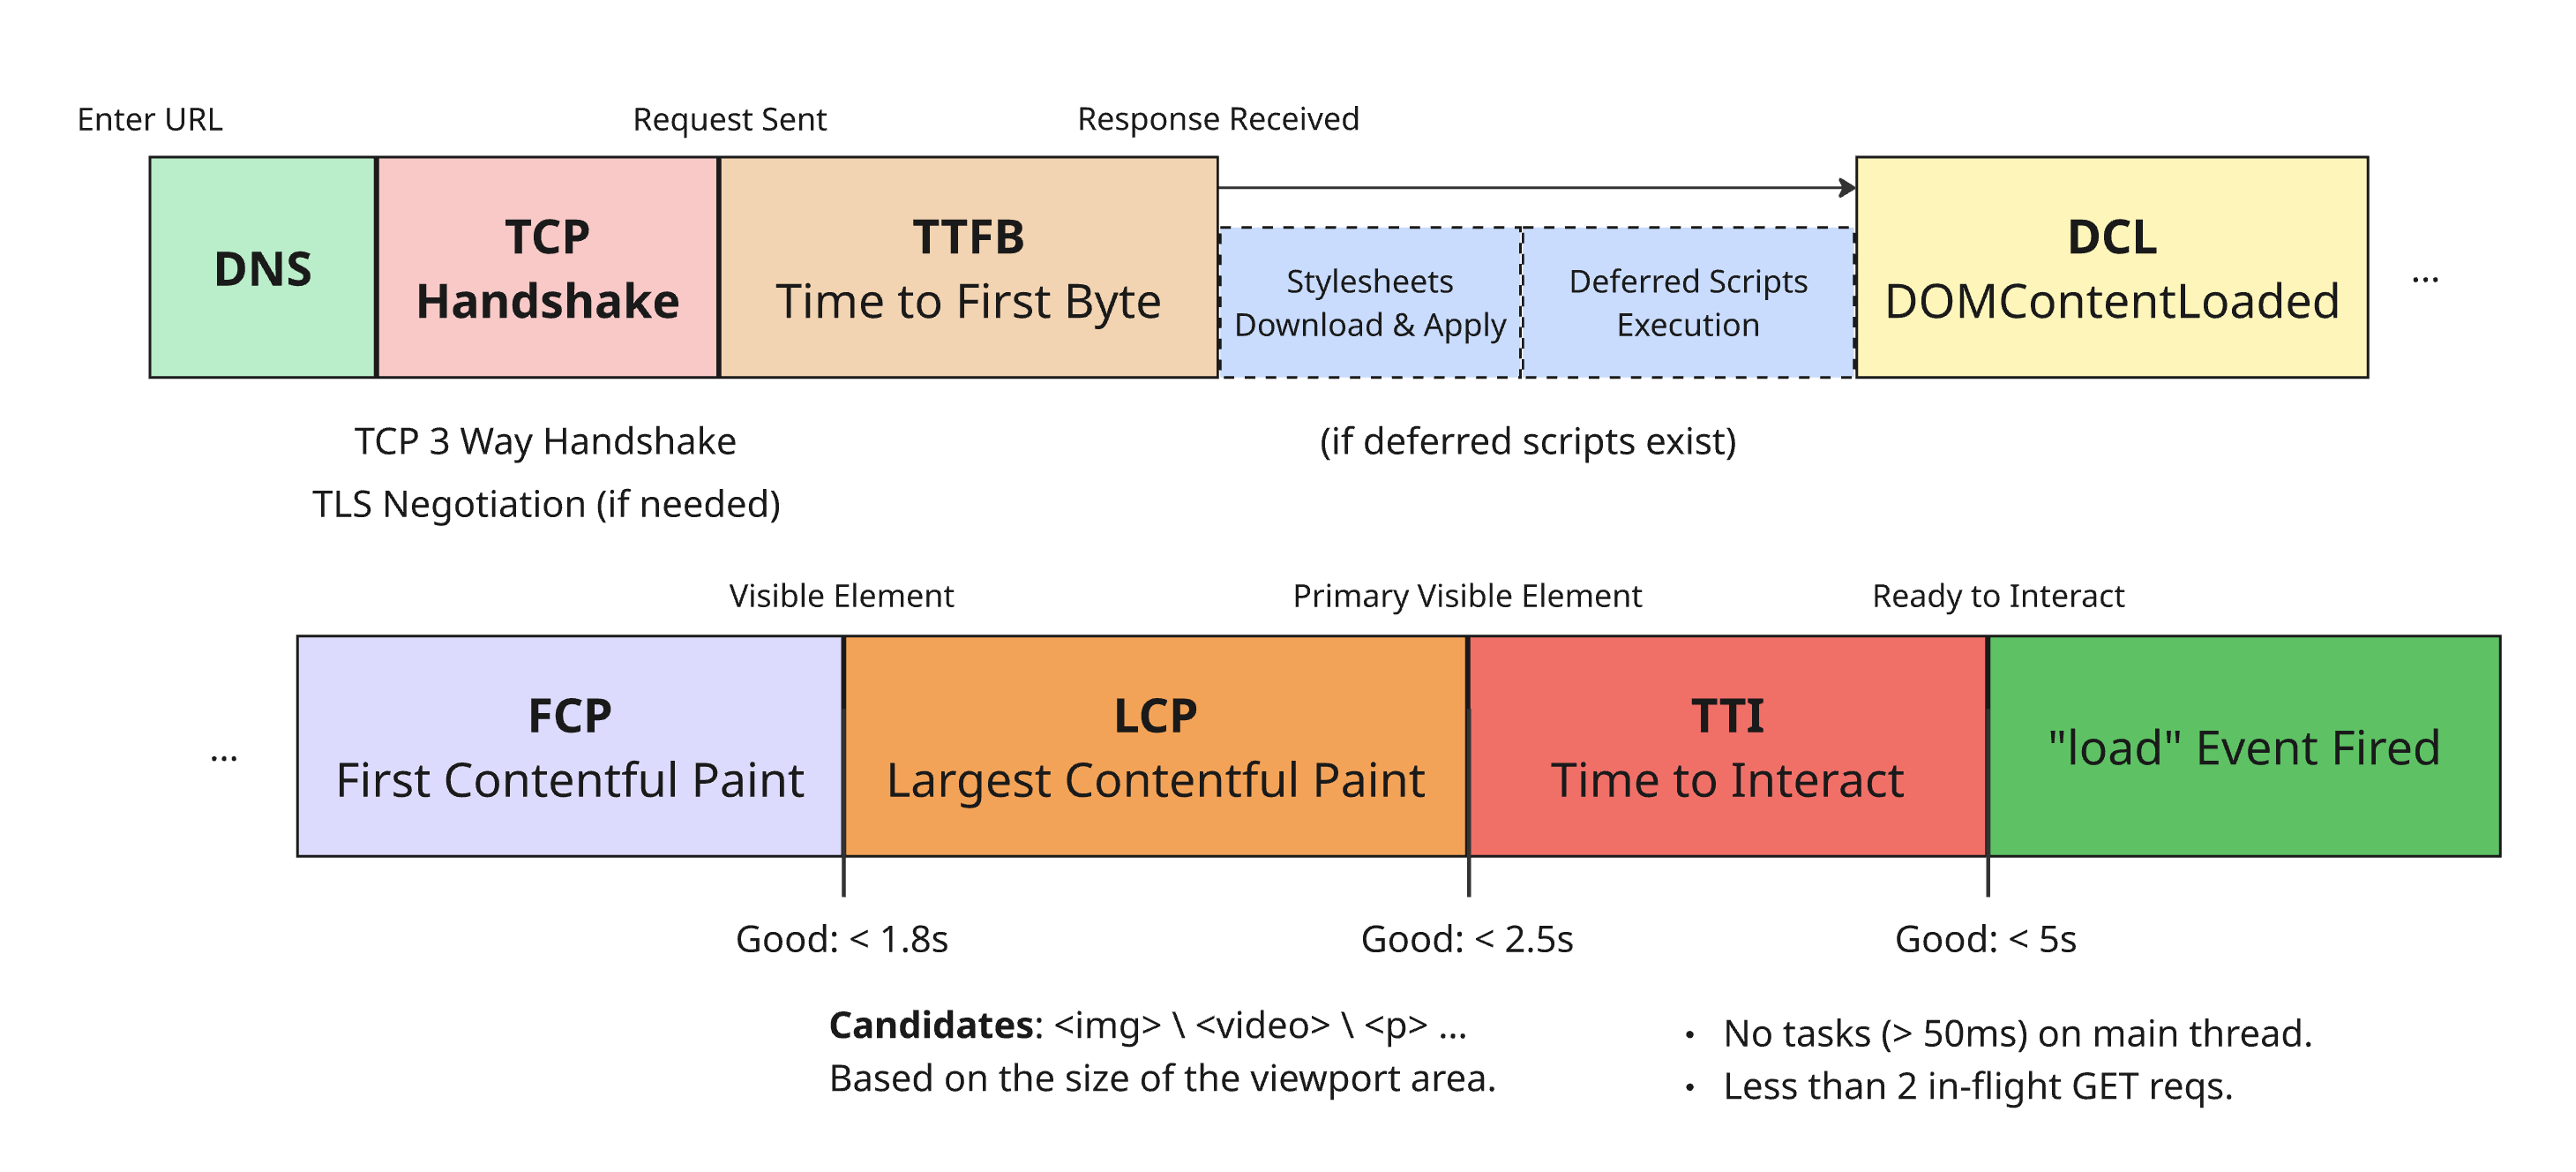 Enter URL
Request Sent
Response Received
DNS
TCP
Handshake
TTFB
Time to First Byte
Stylesheets
Download & Apply
Deferred Scripts
Execution
DCL
DOMContentLoaded
...
TCP 3 Way Handshake
TLS Negotiation (if needed)
(if deferred scripts exist)
Visible Element
Primary Visible Element
Ready to Interact
...
FCP
First Contentful Paint
LCP
Largest Contentful Paint
TTI
Time to Interact
"load" Event Fired
Good: < 1.8s
Good: < 2.5s
Good: < 5s
Candidates: <img> \ <video> \ <p> ...
Based on the size of the viewport area.
• No tasks (> 50ms) on main thread.
• Less than 2 in-flight GET reqs.